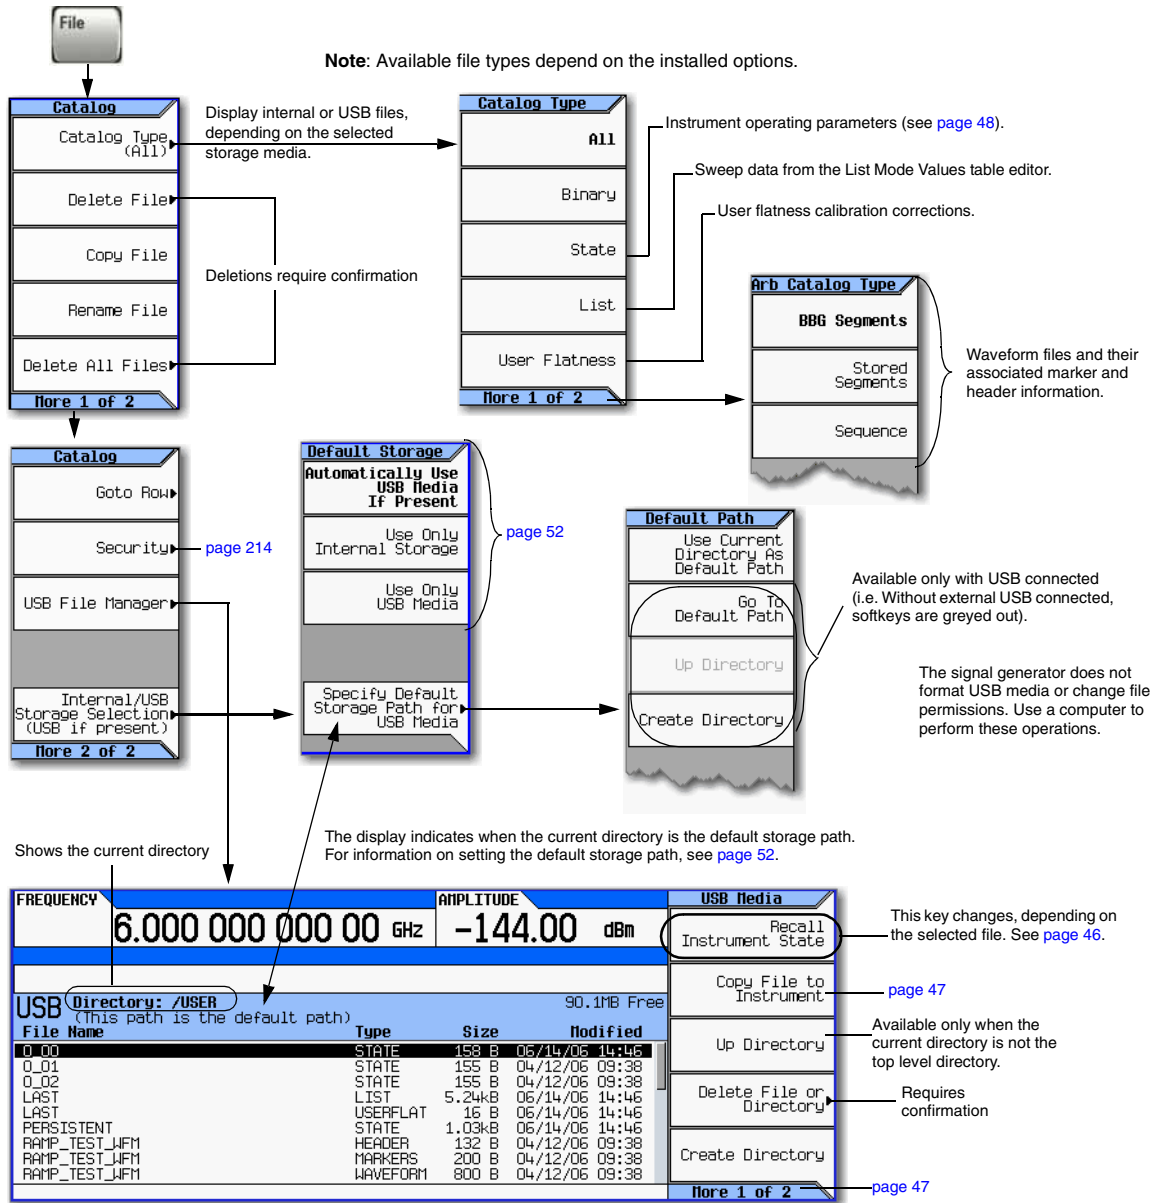 File
Note: Available file types depend on the installed options.
Catalog
Catalog Type
(All)
Delete File
Copy File
Rename File
Delete All Files
More 1 of 2
Display internal or USB files,
depending on the selected
storage media.
Deletions require confirmation
Catalog Type
All
Binary
State
List
User Flatness
More 1 of 2
Instrument operating parameters (see page 48).
Sweep data from the List Mode Values table editor.
User flatness calibration corrections.
Arb Catalog Type
BBG Segments
Stored
Segments
Sequence
Waveform files and their
associated marker and
header information.
Catalog
Goto Row
Security
USB File Manager
Internal/USB
Storage Selection
(USB if present)
More 2 of 2
page 214
Default Storage
Automatically Use
USB Media
If Present
Use Only
Internal Storage
Use Only
USB Media
Specify Default
Storage Path for
USB Media
page 52
Default Path
Use Current
Directory As
Default Path
Go To
Default Path
Up Directory
Create Directory
Available only with USB connected
(i.e. Without external USB connected,
softkeys are greyed out).
The signal generator does not
format USB media or change file
permissions. Use a computer to
perform these operations.
Shows the current directory
The display indicates when the current directory is the default storage path.
For information on setting the default storage path, see page 52.
FREQUENCY
6.000 000 000 00 GHz
AMPLITUDE
-144.00 dBm
USB Directory: /USER
(This path is the default path)
90.1MB Free
File Name Type Size Modified
0_00 STATE 158 B 06/14/06 14:46
0_01 STATE 155 B 04/12/06 09:38
0_02 STATE 155 B 04/12/06 09:38
LAST LIST 5.24kB 06/14/06 14:46
LAST USERFLAT 16 B 06/14/06 14:46
PERSISTENT STATE 1.03kB 06/14/06 14:46
RAMP_TEST_WFM HEADER 132 B 04/12/06 09:38
RAMP_TEST_WFM MARKERS 200 B 04/12/06 09:38
RAMP_TEST_WFM WAVEFORM 800 B 04/12/06 09:38
USB Media
Recall
Instrument State
Copy File to
Instrument
Up Directory
Delete File or
Directory
Create Directory
More 1 of 2
This key changes, depending on
the selected file. See page 46.
page 47
Available only when the
current directory is not the
top level directory.
Requires
confirmation
page 47